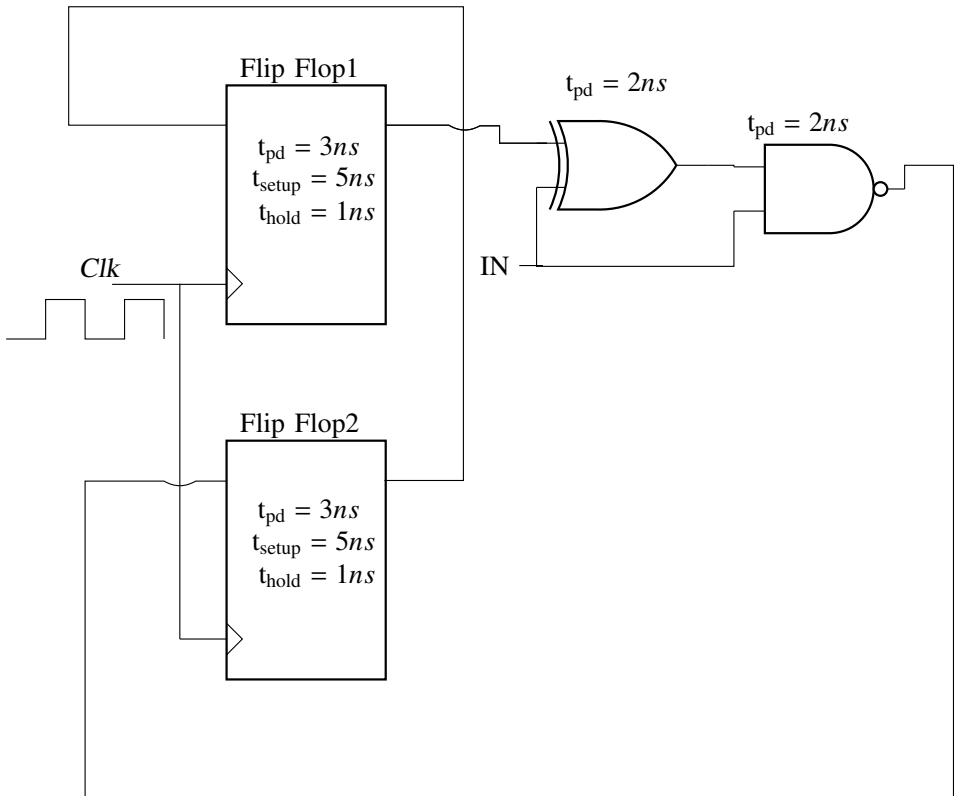 Flip Flop1
t_pd = 3ns
t_setup = 5ns
t_hold = 1ns
Clk
t_pd = 2ns
t_pd = 2ns
IN
Flip Flop2
t_pd = 3ns
t_setup = 5ns
t_hold = 1ns